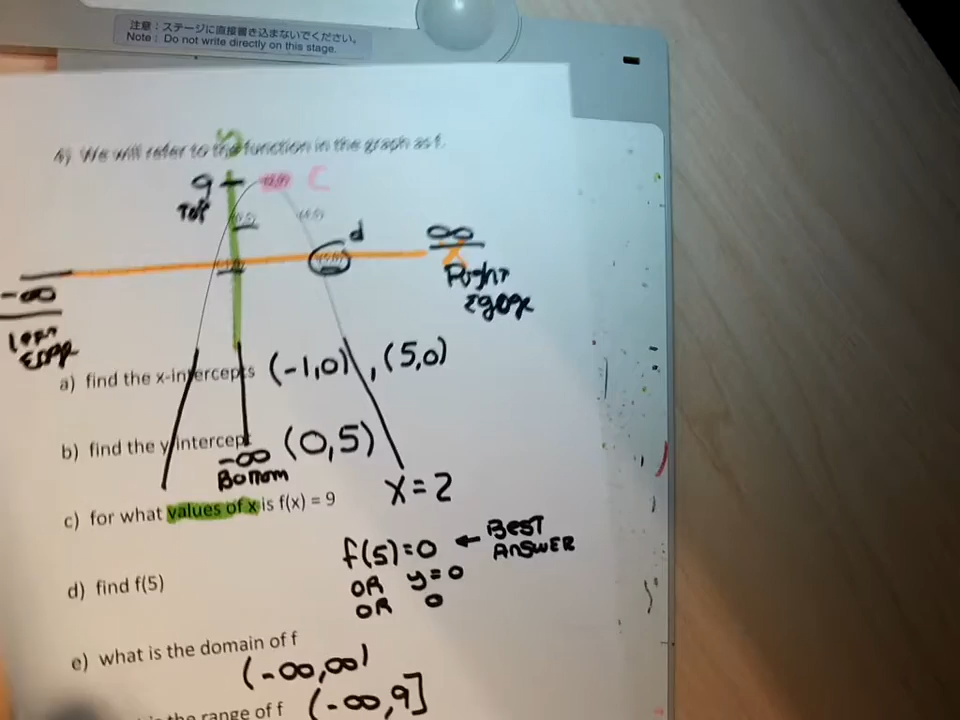 注意：ステージに直接書き込まないでください。
Note : Do not write directly on this stage.
We will refer to the function in the graph as f.
9
TOP
C
d
∞
X
-∞
RIGHT
EDGE
LEFT
a) find the x-intercepts (-1,0), (5,0)
b) find the y intercept (0,5)
-∞
BOTTOM
X=2
c) for what values of x is f(x) = 9
f(5)=0 ← BEST ANSWER
OR y=0
OR 0
d) find f(5)
e) what is the domain of f
(-∞,∞)
the range of f (-∞,9]